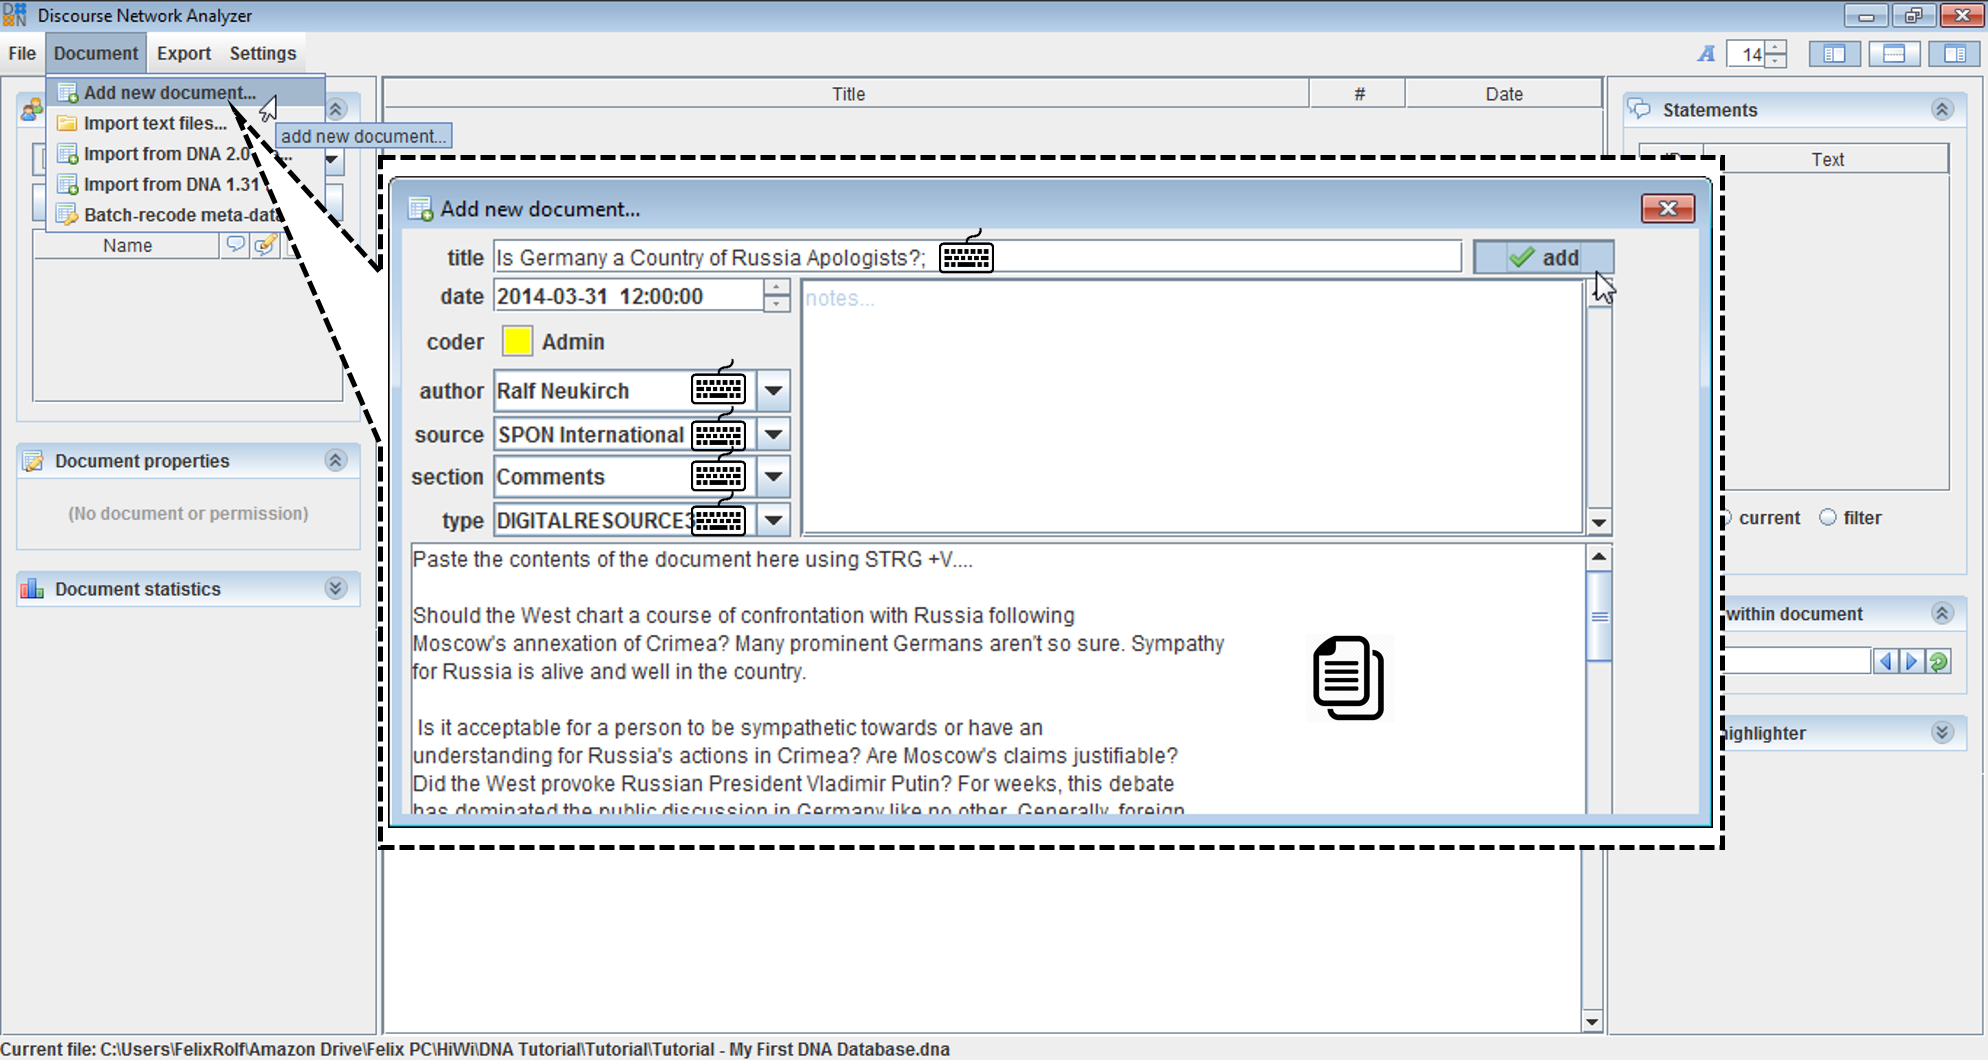 Discourse Network Analyzer
File Document Export Settings
14
Add new document...
Import text files...
Import from DNA 2.0
Import from DNA 1.31
Batch-recode meta-data
add new document...
Name
Document properties
(No document or permission)
Document statistics
Title # Date
Statements
Text
current filter
within document
Add new document...
title Is Germany a Country of Russia Apologists?; add
date 2014-03-31 12:00:00 notes...
coder Admin
author Ralf Neukirch
source SPON International
section Comments
type DIGITALRESOURCE3
Paste the contents of the document here using STRG +V....
Should the West chart a course of confrontation with Russia following
Moscow's annexation of Crimea? Many prominent Germans aren't so sure. Sympathy
for Russia is alive and well in the country.
Is it acceptable for a person to be sympathetic towards or have an
understanding for Russia's actions in Crimea? Are Moscow's claims justifiable?
Did the West provoke Russian President Vladimir Putin? For weeks, this debate
has dominated the public discussion in Germany like no other. Generally, foreign
Current file: C:\Users\FelixRolf\Amazon Drive\Felix PC\HiWi\DNA Tutorial\Tutorial\Tutorial - My First DNA Database.dna